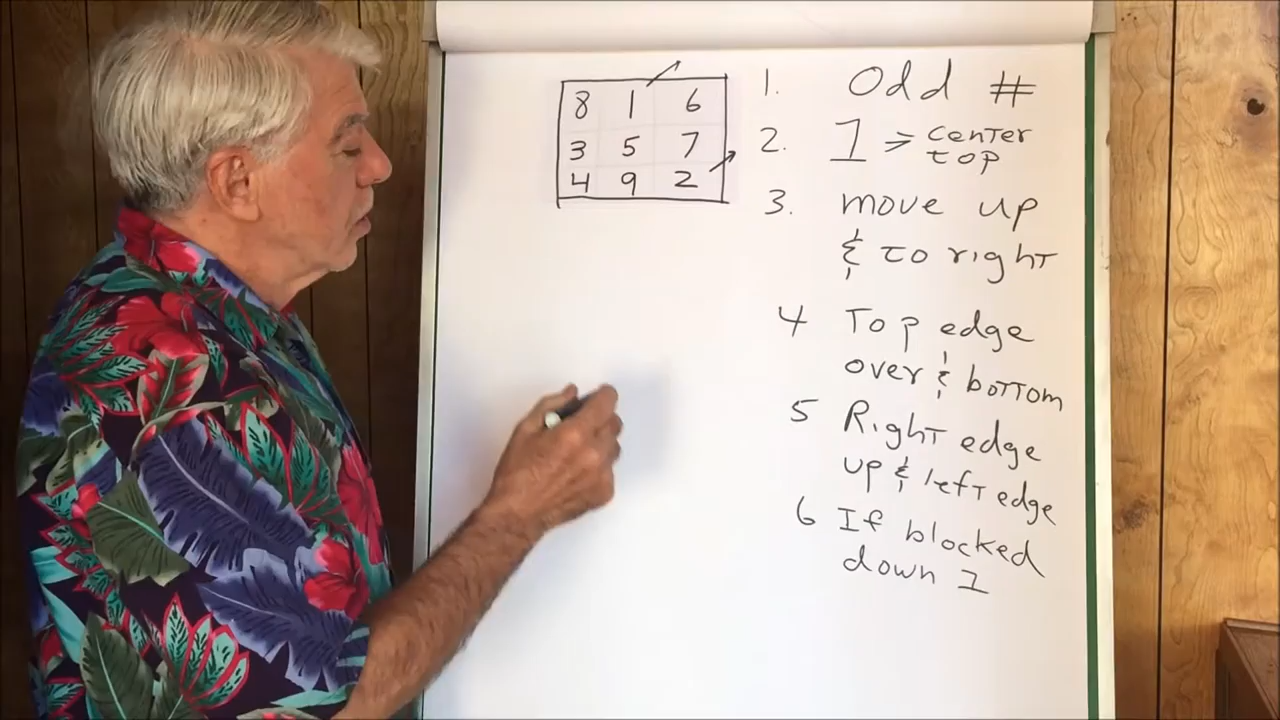 8 1 6
3 5 7
4 9 2
1. Odd #
2. 1 => center
top
3. move up
& to right
4 Top edge
over & bottom
5 Right edge
up & left edge
6 If blocked
down 1